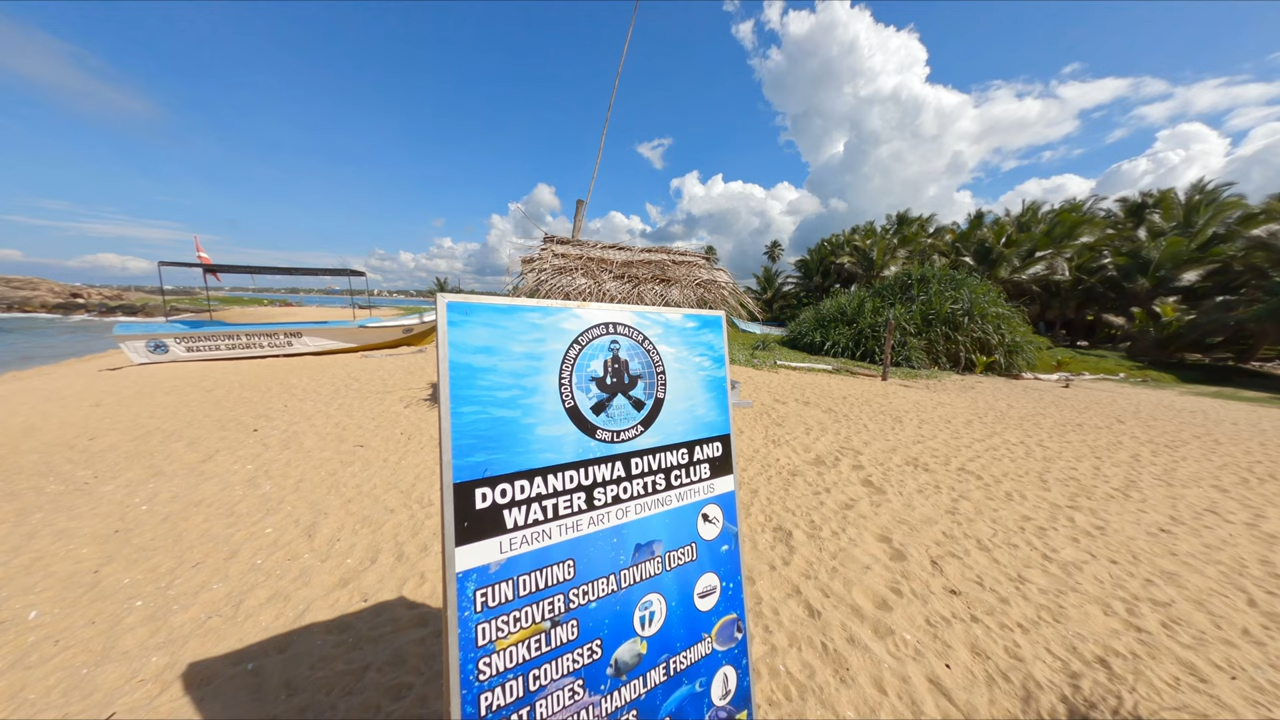 DODANDUWA DIVING AND
WATER SPORTS CLUB
DODANDUWA DIVING & WATER SPORTS CLUB
SRI LANKA
DODANDUWA DIVING AND
WATER SPORTS CLUB
LEARN THE ART OF DIVING WITH US
FUN DIVING
DISCOVER SCUBA DIVING (DSD)
SNOKELING
PADI COURSES
RIDES
HANDLINE FISHING